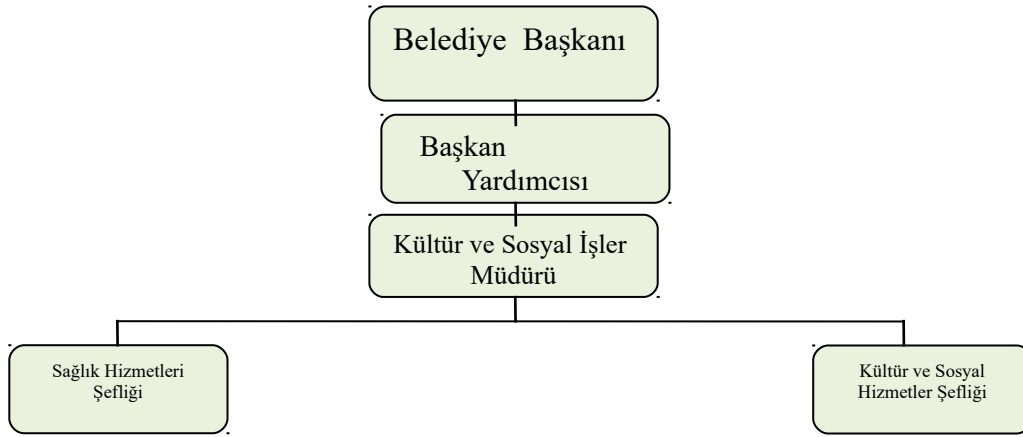 Belediye Başkanı
Başkan
Yardımcısı
Kültür ve Sosyal İşler
Müdürü
Sağlık Hizmetleri
Şefliği
Kültür ve Sosyal
Hizmetler Şefliği